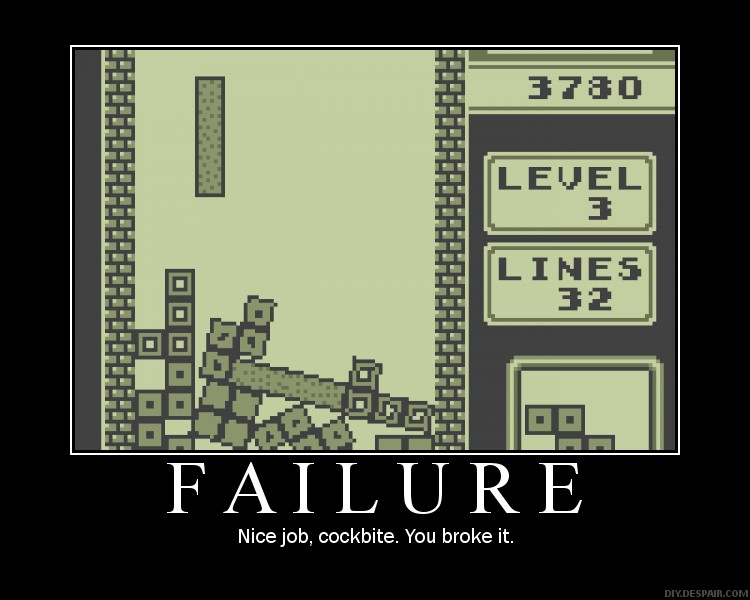 3780
LEVEL
3
LINES
32
FAILURE
Nice job, cockbite. You broke it.
DIY.DESPAIR.COM